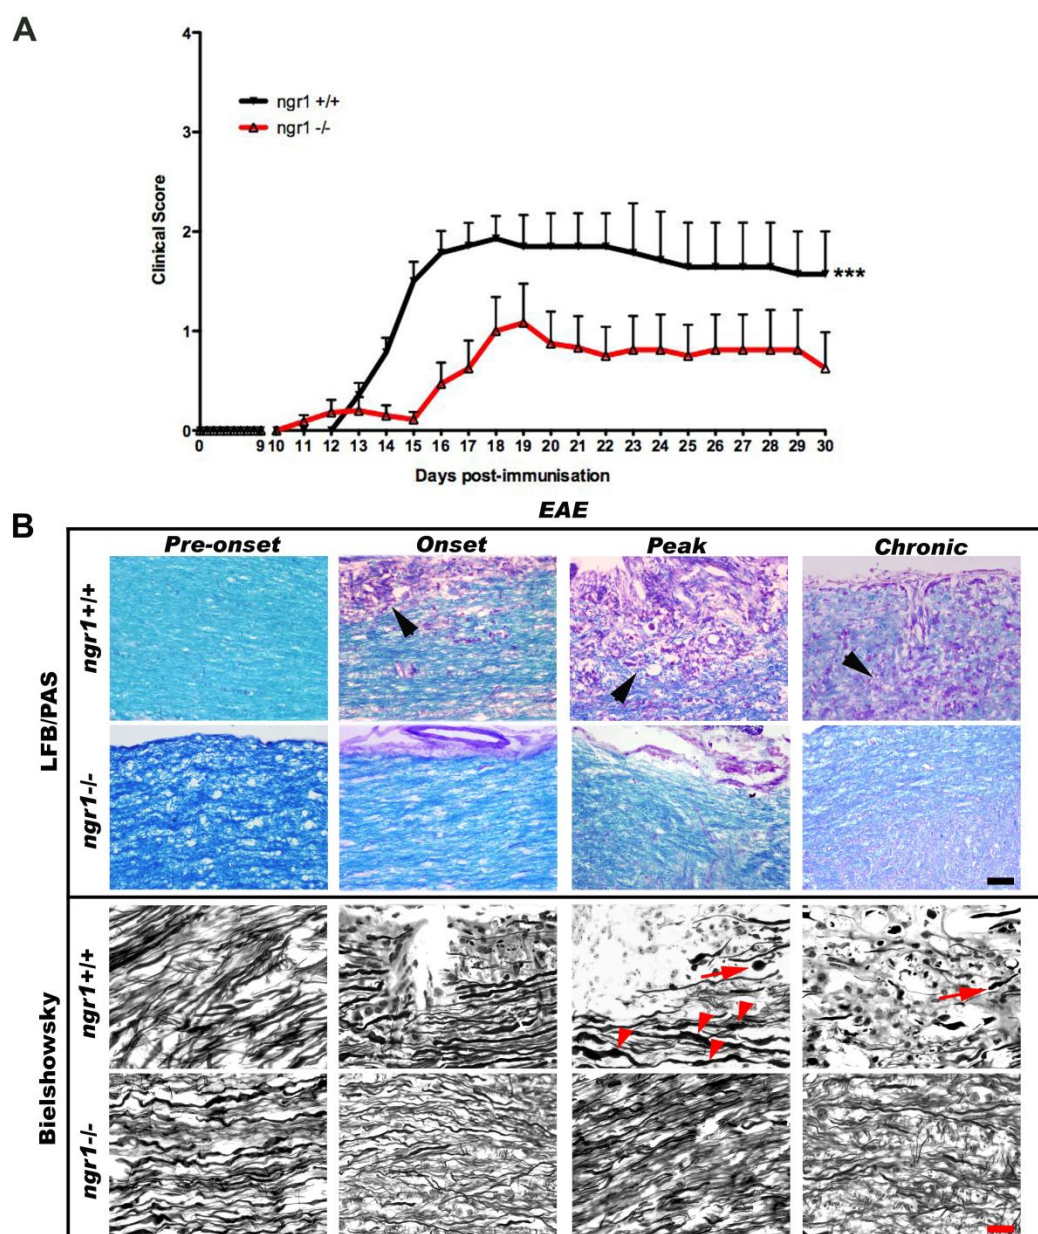 A
4
3
2
1
0
Clinical Score
ngr1 +/+
ngr1 -/-
***
0 9 10 11 12 13 14 15 16 17 18 19 20 21 22 23 24 25 26 27 28 29 30
Days post-immunisation
B
EAE
Pre-onset Onset Peak Chronic
LFB/PAS
ngr1+/+
ngr1-/-
Bielshowsky
ngr1+/+
ngr1-/-